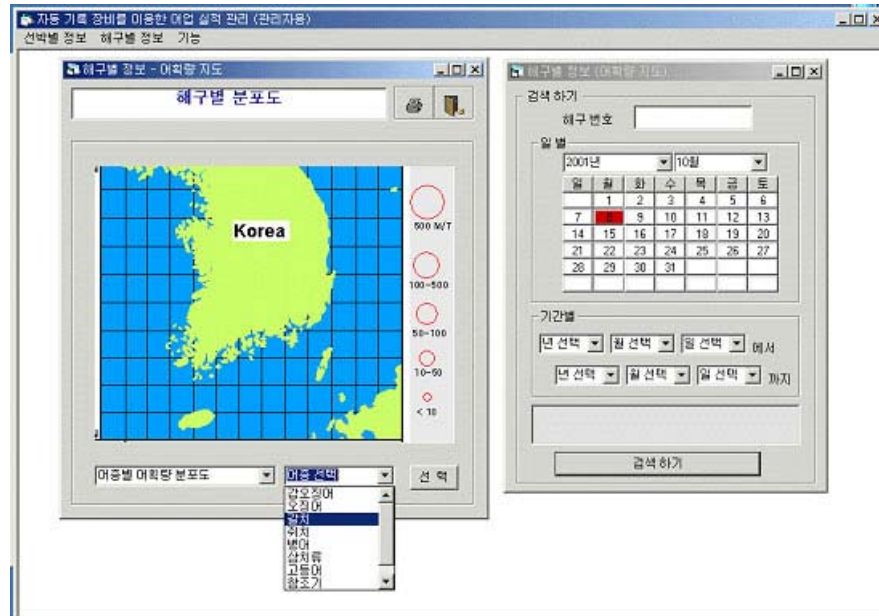 자동 기록 장비를 이용한 어업 실적 관리 (관리자용)
선박별 정보 해구별 정보 기능
해구별 정보 - 어획량 지도
해구별 분포도
Korea
500 M/T
100~500
50~100
10~50
< 10
어종별 어획량 분포도
어종 선택
선 택
갑오징어
오징어
갈치
쥐치
병어
삼치류
고등어
참조기
해구별 정보 (어획량 지도)
검색 하기
해구 번호
일 별
2001년 10월
일 월 화 수 목 금 토
1 2 3 4 5 6
7 8 9 10 11 12 13
14 15 16 17 18 19 20
21 22 23 24 25 26 27
28 29 30 31
기간별
년 선택 월 선택 일 선택 에서
년 선택 월 선택 일 선택 까지
검색 하기